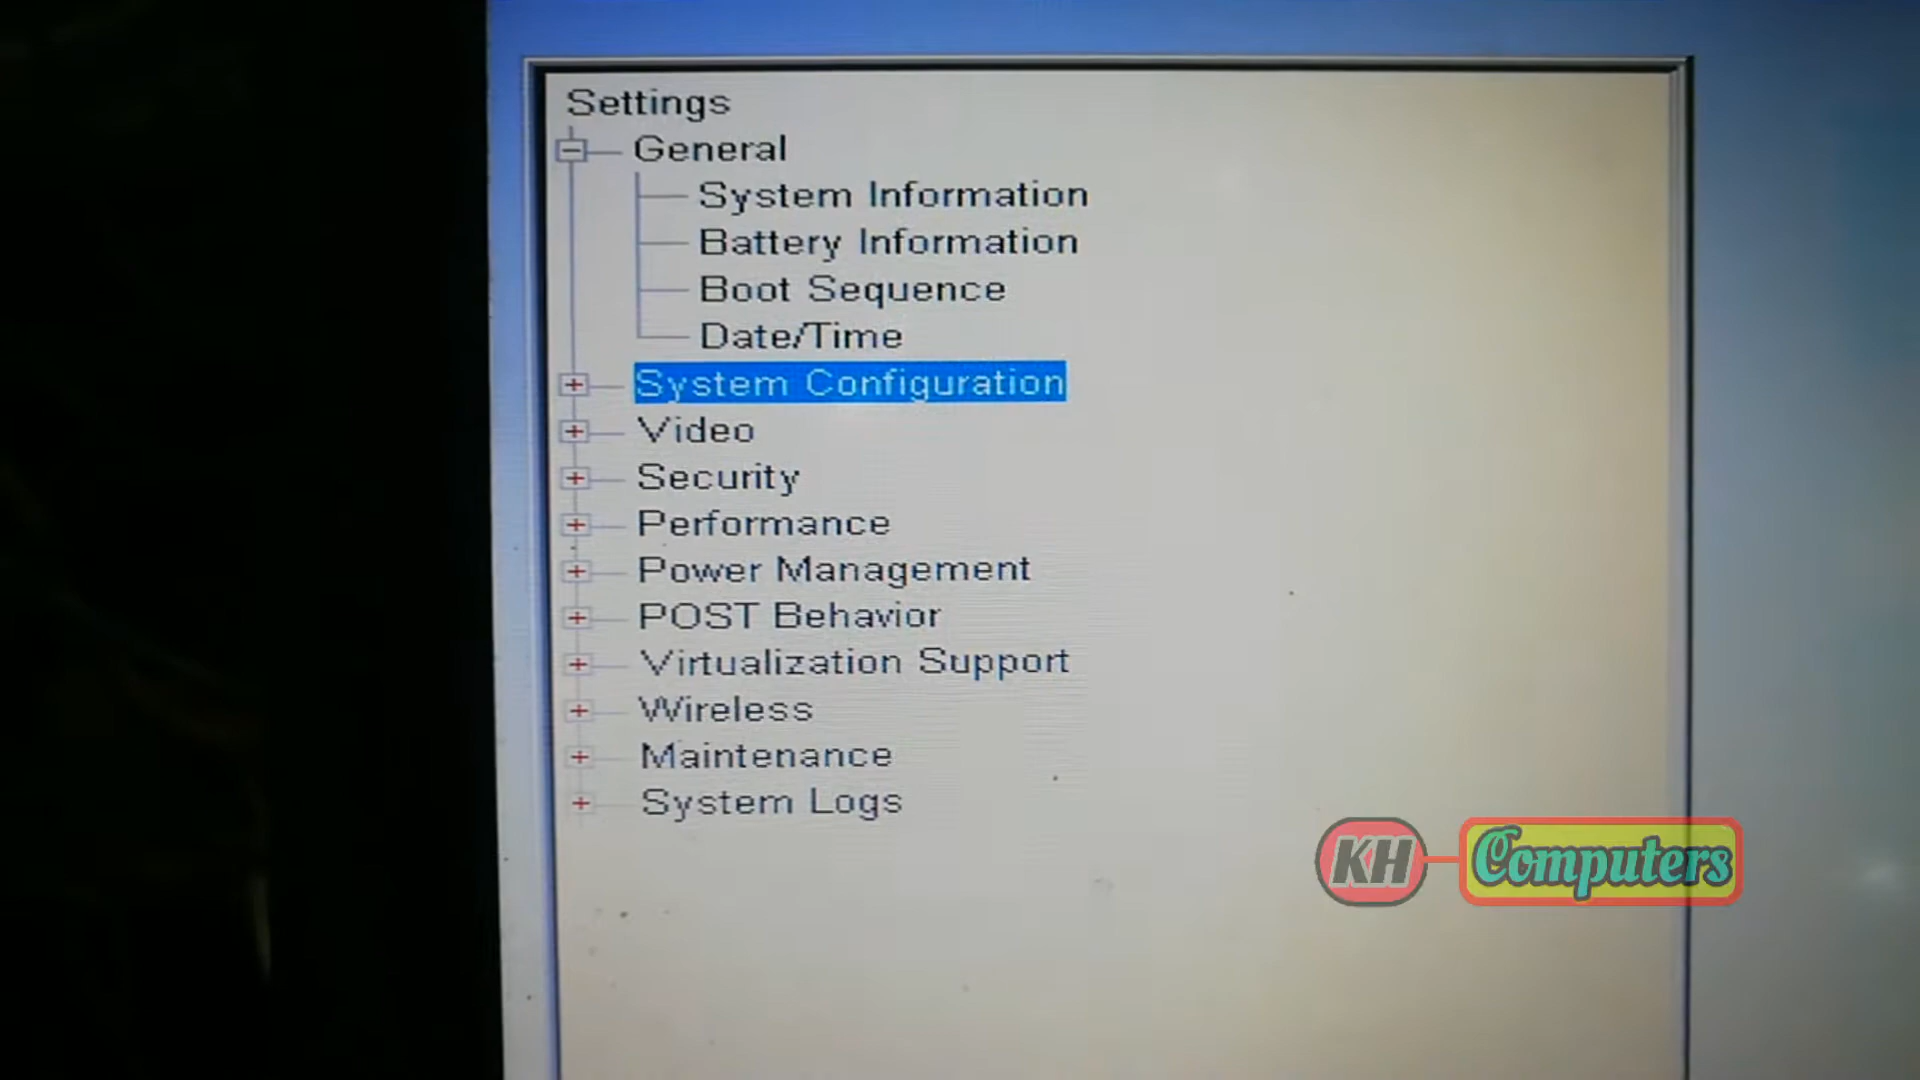 Settings
General
System Information
Battery Information
Boot Sequence
Date/Time
System Configuration
Video
Security
Performance
Power Management
POST Behavior
Virtualization Support
Wireless
Maintenance
System Logs
KH Computers